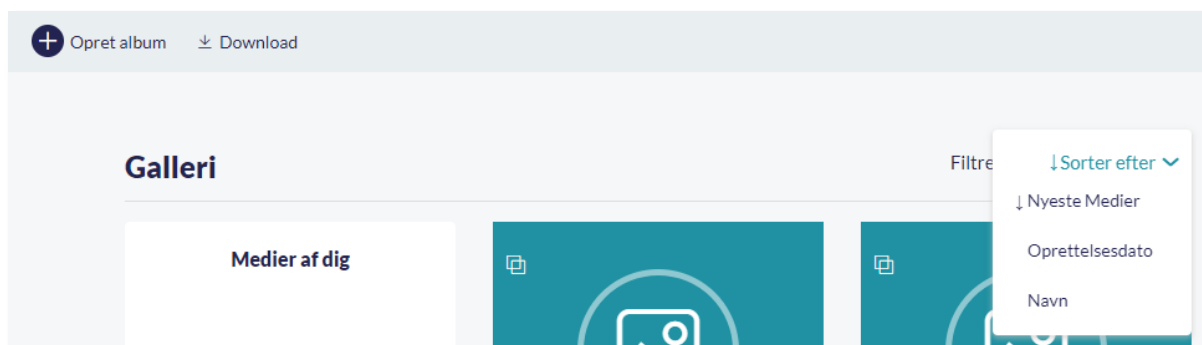 Opret album
Download
Galleri
Filtre
↓Sorter efter
↓ Nyeste Medier
Medier af dig
Oprettelsesdato
Navn